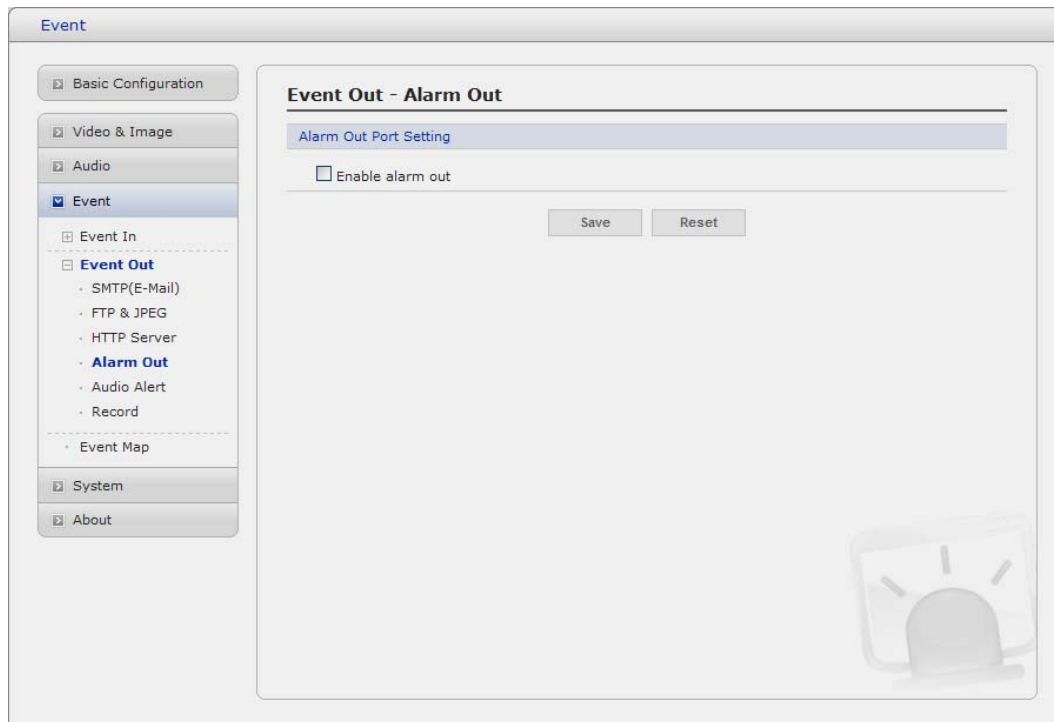 Event
Basic Configuration
Video & Image
Audio
Event
Event In
Event Out
SMTP(E-Mail)
FTP & JPEG
HTTP Server
Alarm Out
Audio Alert
Record
Event Map
System
About
Event Out - Alarm Out
Alarm Out Port Setting
Enable alarm out
Save Reset